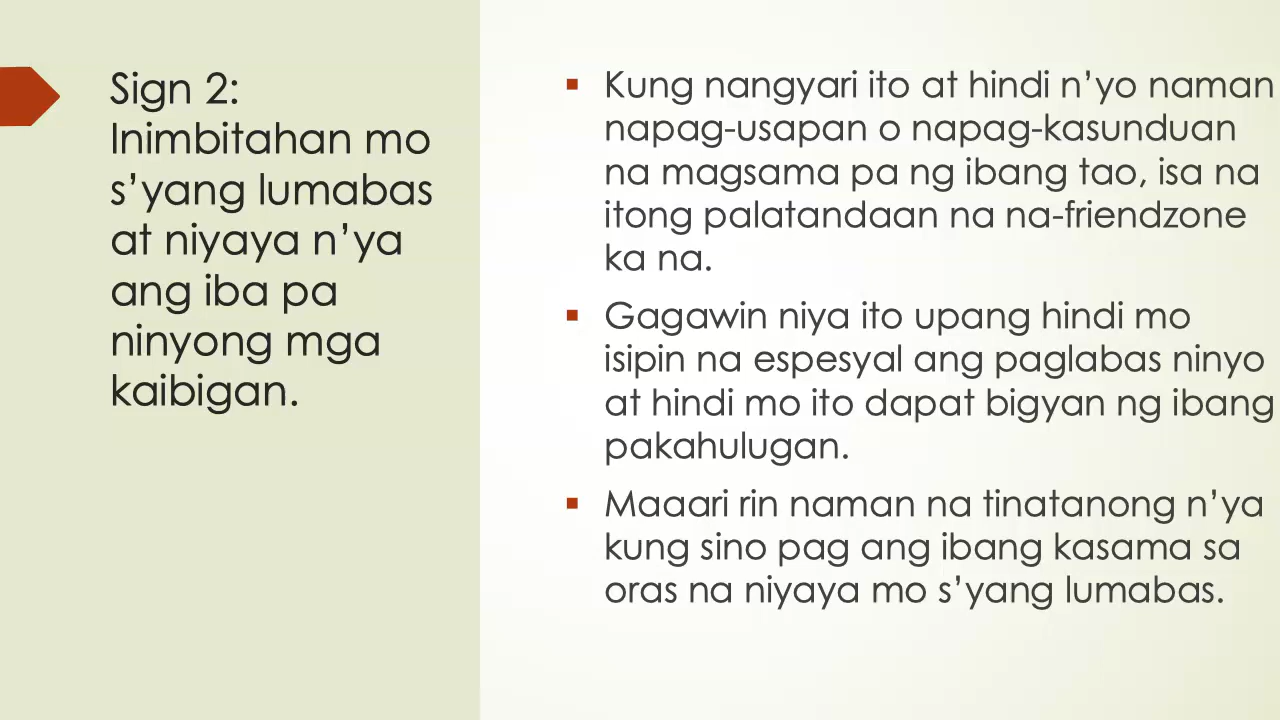 Sign 2:
Inimbitahan mo
s’yang lumabas
at niyaya n’ya
ang iba pa
ninyong mga
kaibigan.
▪ Kung nangyari ito at hindi n’yo naman
napag-usapan o napag-kasunduan
na magsama pa ng ibang tao, isa na
itong palatandaan na na-friendzone
ka na.
▪ Gagawin niya ito upang hindi mo
isipin na espesyal ang paglabas ninyo
at hindi mo ito dapat bigyan ng ibang
pakahulugan.
▪ Maaari rin naman na tinatanong n’ya
kung sino pag ang ibang kasama sa
oras na niyaya mo s’yang lumabas.